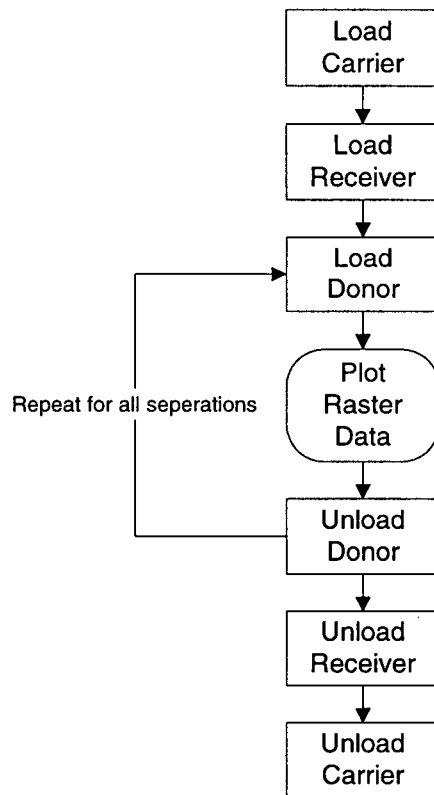 Load
Carrier
Load
Receiver
Load
Donor
Plot
Raster
Data
Repeat for all seperations
Unload
Donor
Unload
Receiver
Unload
Carrier